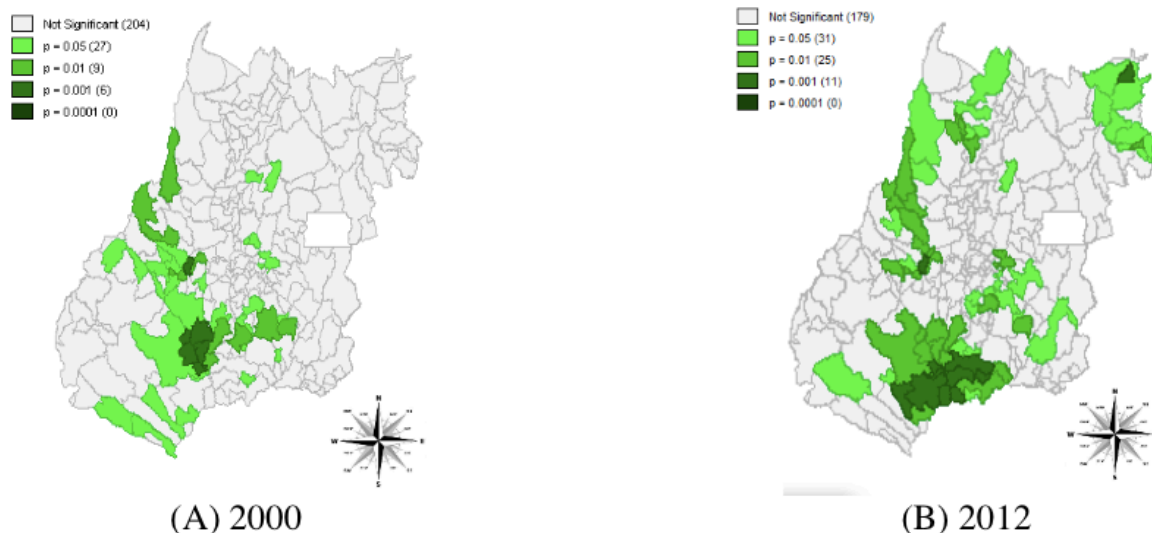 Not Significant (204)
p = 0.05 (27)
p = 0.01 (9)
p = 0.001 (6)
p = 0.0001 (0)
N
W
S
(A) 2000
Not Significant (179)
p = 0.05 (31)
p = 0.01 (25)
p = 0.001 (11)
p = 0.0001 (0)
N
W
S
(B) 2012